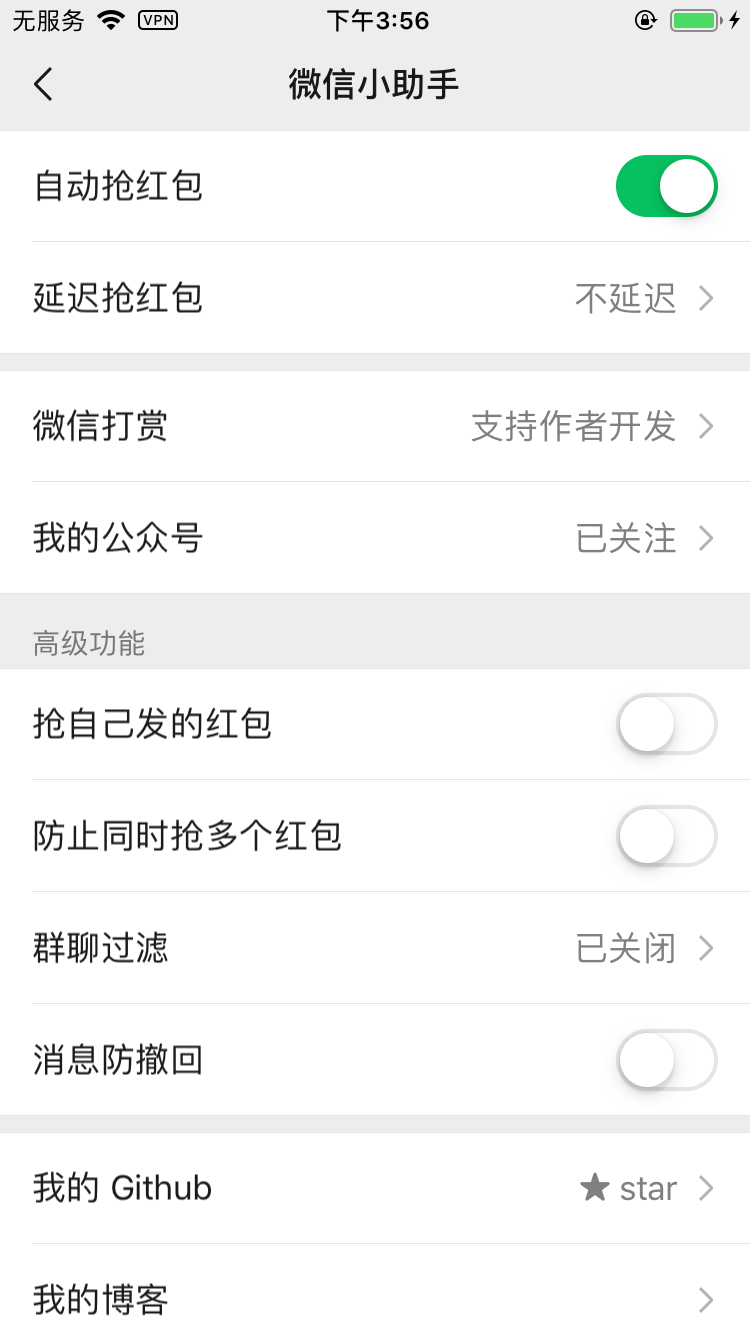 无服务 VPN 下午3:56
微信小助手
自动抢红包
延迟抢红包 不延迟
微信打赏 支持作者开发
我的公众号 已关注
高级功能
抢自己发的红包
防止同时抢多个红包
群聊过滤 已关闭
消息防撤回
我的 Github ★ star
我的博客